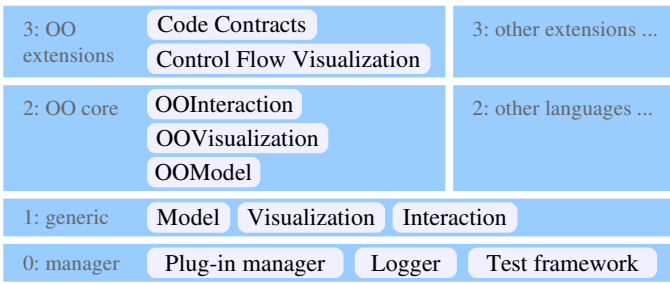 3: OO extensions
Code Contracts
Control Flow Visualization
3: other extensions ...
2: OO core
OOInteraction
OOVisualization
OOModel
2: other languages ...
1: generic
Model
Visualization
Interaction
0: manager
Plug-in manager
Logger
Test framework